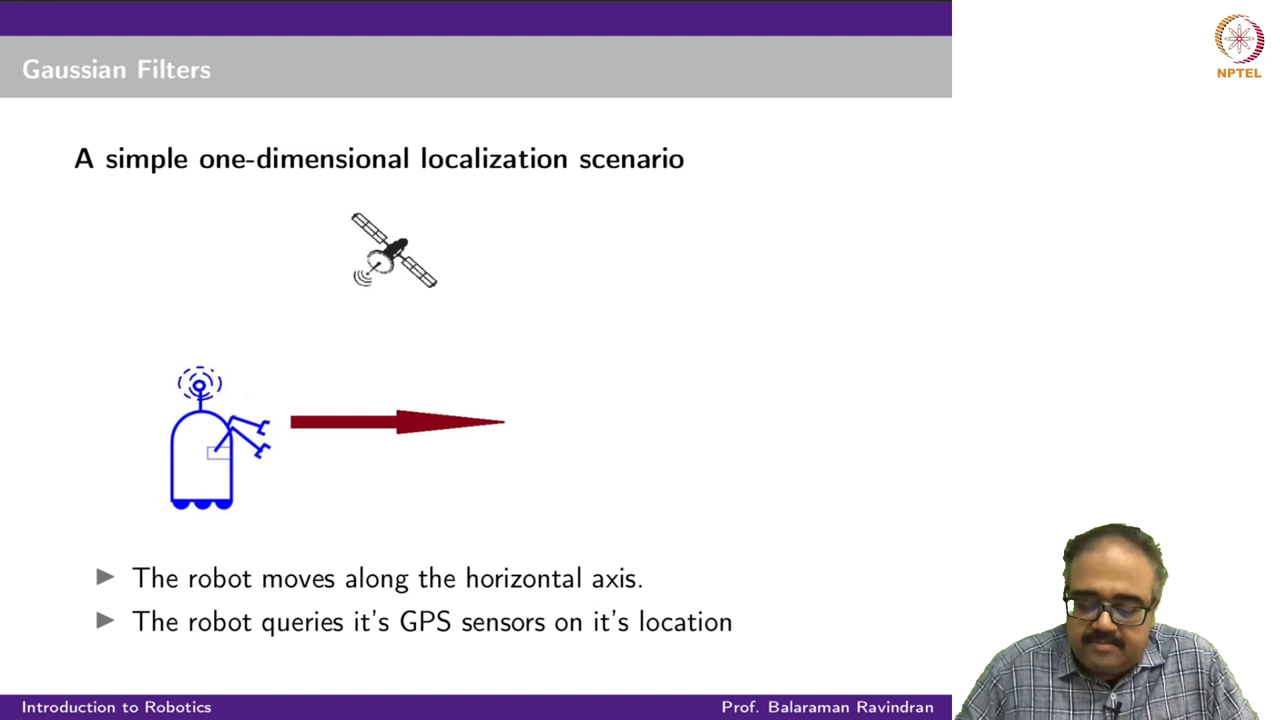 Gaussian Filters
NPTEL
A simple one-dimensional localization scenario
The robot moves along the horizontal axis.
The robot queries it's GPS sensors on it's location
Introduction to Robotics
Prof. Balaraman Ravindran